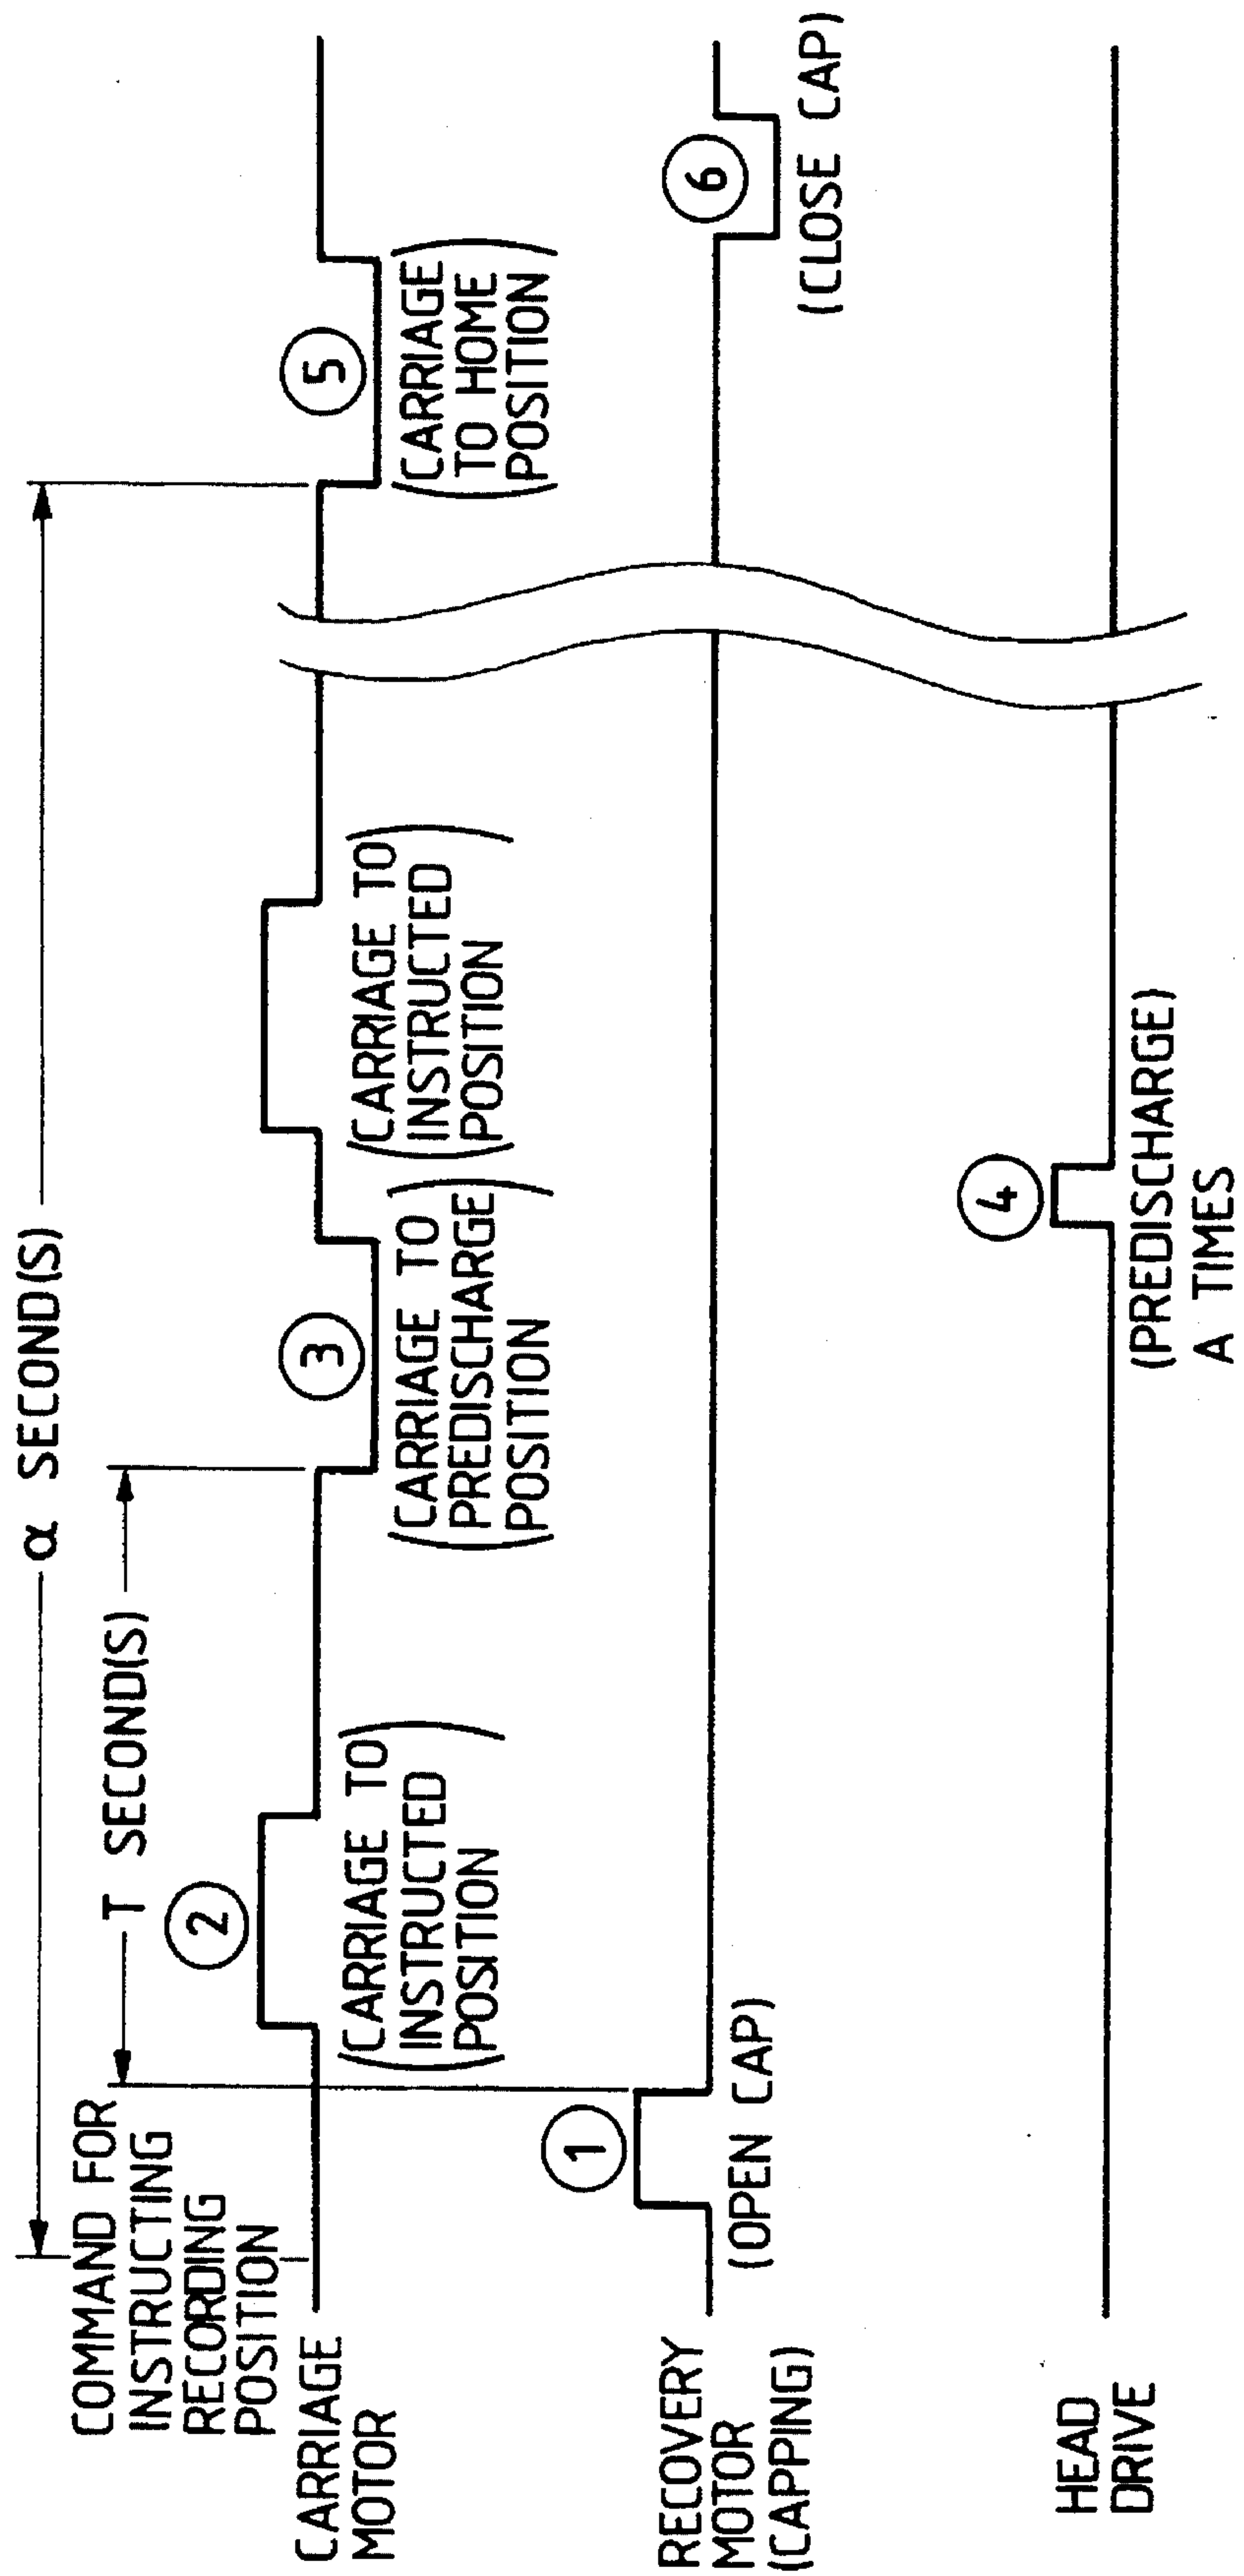 α SECOND(S)
T SECOND(S)
COMMAND FOR
INSTRUCTING
RECORDING
POSITION
CARRIAGE
MOTOR
2
(CARRIAGE TO
INSTRUCTED
POSITION)
3
(CARRIAGE TO
PREDISCHARGE
POSITION)
(CARRIAGE TO
INSTRUCTED
POSITION)
5
(CARRIAGE
TO HOME
POSITION)
RECOVERY
MOTOR
(CAPPING)
1
(OPEN CAP)
6
(CLOSE CAP)
HEAD
DRIVE
4
(PREDISCHARGE)
A TIMES